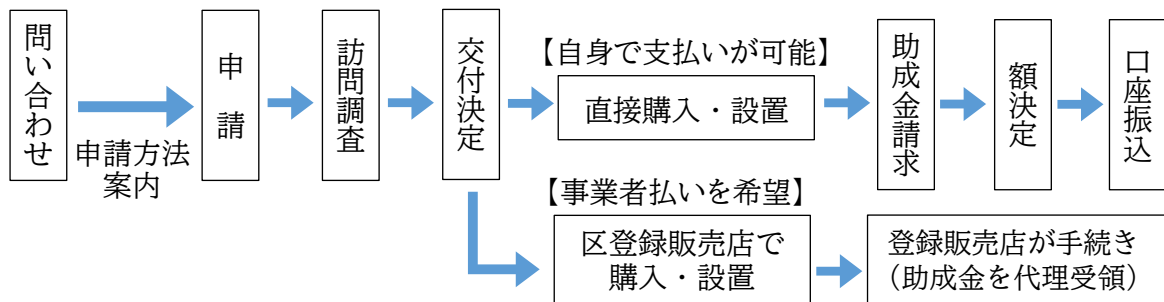 問い合わせ
申請方法
案内
申請
訪問調査
交付決定
【自身で支払いが可能】
直接購入・設置
助成金請求
額決定
口座振込
【事業者払いを希望】
区登録販売店で
購入・設置
登録販売店が手続き
（助成金を代理受領）